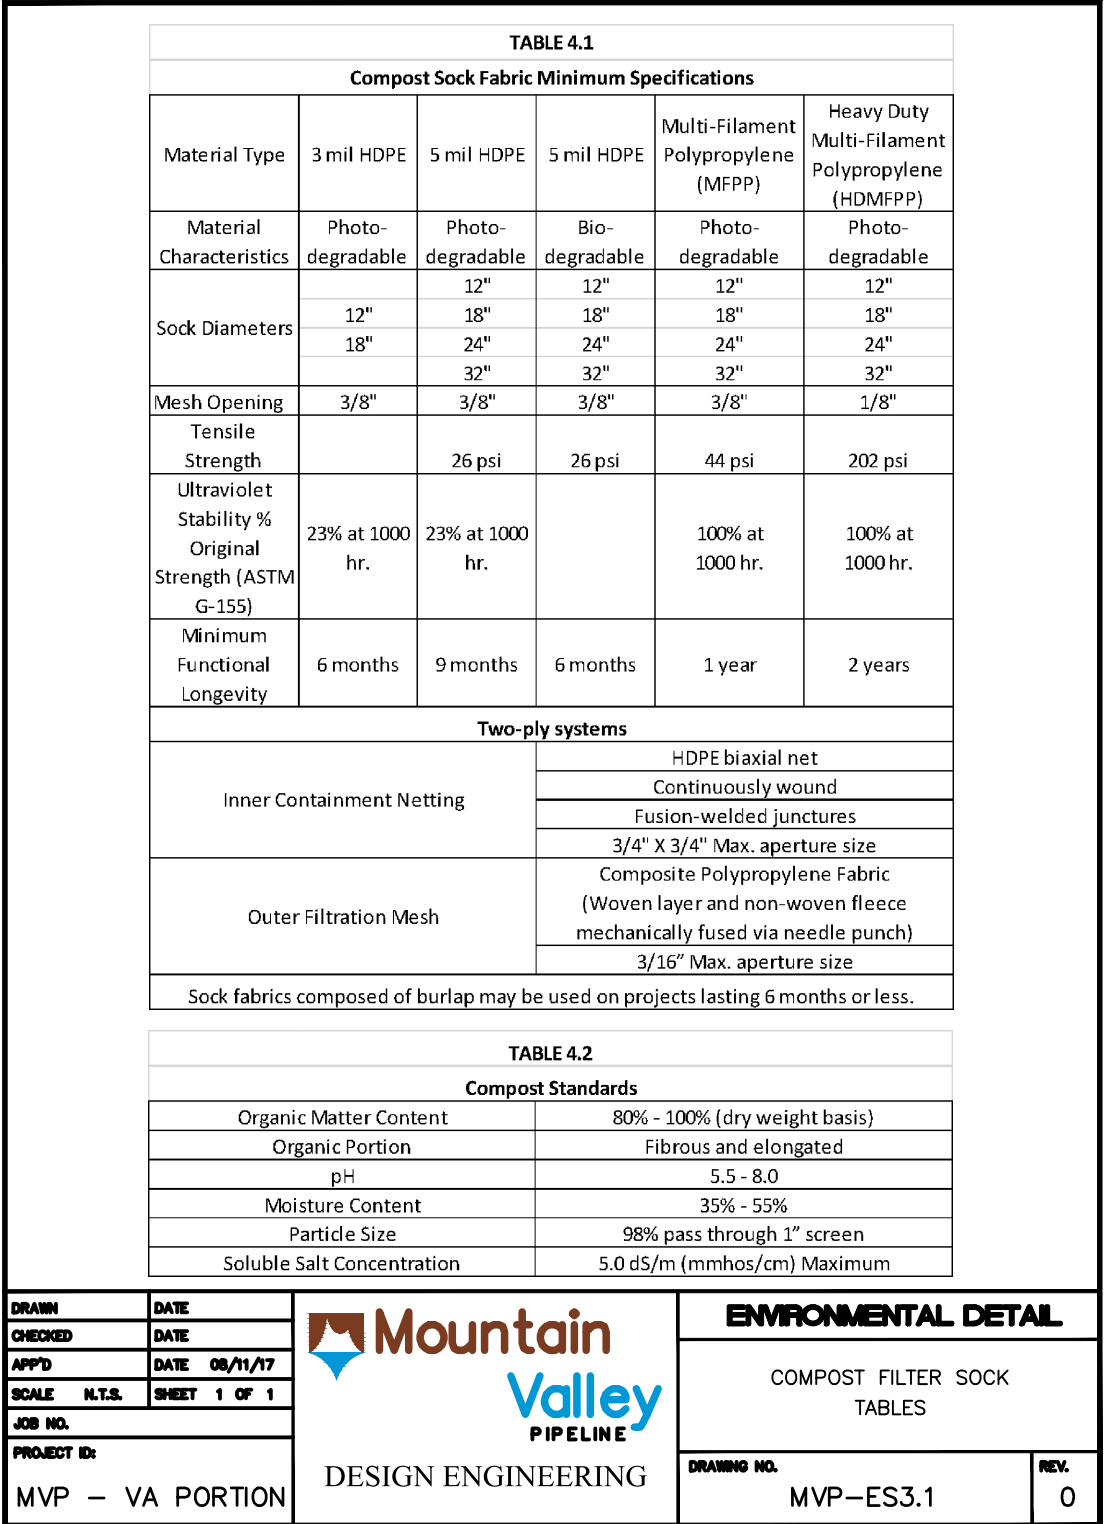 TABLE 4.1
Compost Sock Fabric Minimum Specifications
Material Type
3 mil HDPE
5 mil HDPE
5 mil HDPE
Multi-Filament
Polypropylene
(MFPP)
Heavy Duty
Multi-Filament
Polypropylene
(HDMFPP)
Material
Characteristics
Photo-
degradable
Photo-
degradable
Bio-
degradable
Photo-
degradable
Photo-
degradable
Sock Diameters
12"
18"
12"
18"
24"
32"
12"
18"
24"
32"
12"
18"
24"
32"
12"
18"
24"
32"
Mesh Opening
3/8"
3/8"
3/8"
3/8"
1/8"
Tensile
Strength
26 psi
26 psi
44 psi
202 psi
Ultraviolet
Stability %
Original
Strength (ASTM
G-155)
23% at 1000
hr.
23% at 1000
hr.
100% at
1000 hr.
100% at
1000 hr.
Minimum
Functional
Longevity
6 months
9 months
6 months
1 year
2 years
Two-ply systems
Inner Containment Netting
HDPE biaxial net
Continuously wound
Fusion-welded junctures
3/4" X 3/4" Max. aperture size
Outer Filtration Mesh
Composite Polypropylene Fabric
(Woven layer and non-woven fleece
mechanically fused via needle punch)
3/16” Max. aperture size
Sock fabrics composed of burlap may be used on projects lasting 6 months or less.
TABLE 4.2
Compost Standards
Organic Matter Content
80% - 100% (dry weight basis)
Organic Portion
Fibrous and elongated
pH
5.5 - 8.0
Moisture Content
35% - 55%
Particle Size
98% pass through 1” screen
Soluble Salt Concentration
5.0 dS/m (mmhos/cm) Maximum
DRAWN
DATE
CHECKED
DATE
APP'D
DATE 08/11/17
SCALE N.T.S.
SHEET 1 OF 1
JOB NO.
PROJECT ID:
MVP - VA PORTION
Mountain
Valley
PIPELINE
DESIGN ENGINEERING
ENVIRONMENTAL DETAIL
COMPOST FILTER SOCK
TABLES
DRAWING NO.
MVP-ES3.1
REV.
0